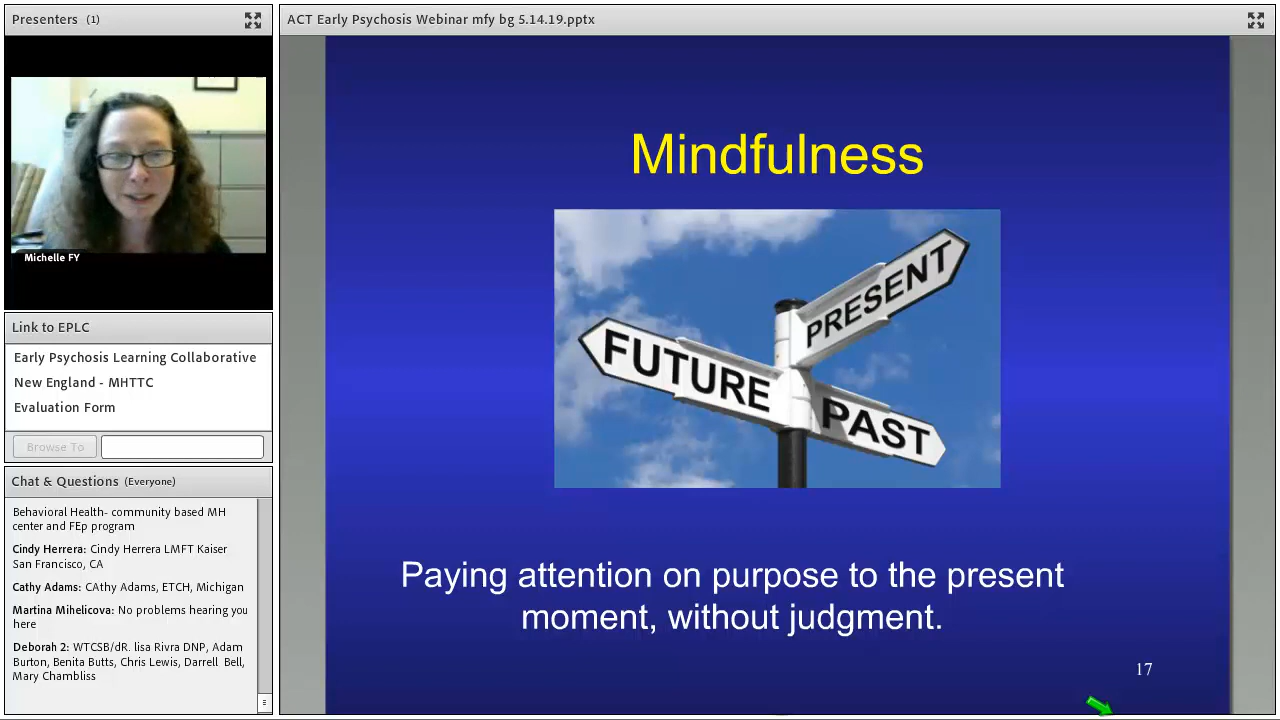 Presenters (1)
Michelle FY
Link to EPLC
Early Psychosis Learning Collaborative
New England - MHTTC
Evaluation Form
Browse To
Chat & Questions (Everyone)
Behavioral Health- community based MH
center and FEp program
Cindy Herrera: Cindy Herrera LMFT Kaiser
San Francisco, CA
Cathy Adams: CAthy Adams, ETCH, Michigan
Martina Mihelicova: No problems hearing you
here
Deborah 2: WTCSB/dR. lisa Rivra DNP, Adam
Burton, Benita Butts, Chris Lewis, Darrell Bell,
Mary Chambliss
ACT Early Psychosis Webinar mfy bg 5.14.19.pptx
Mindfulness
PRESENT
FUTURE
PAST
Paying attention on purpose to the present
moment, without judgment.
17